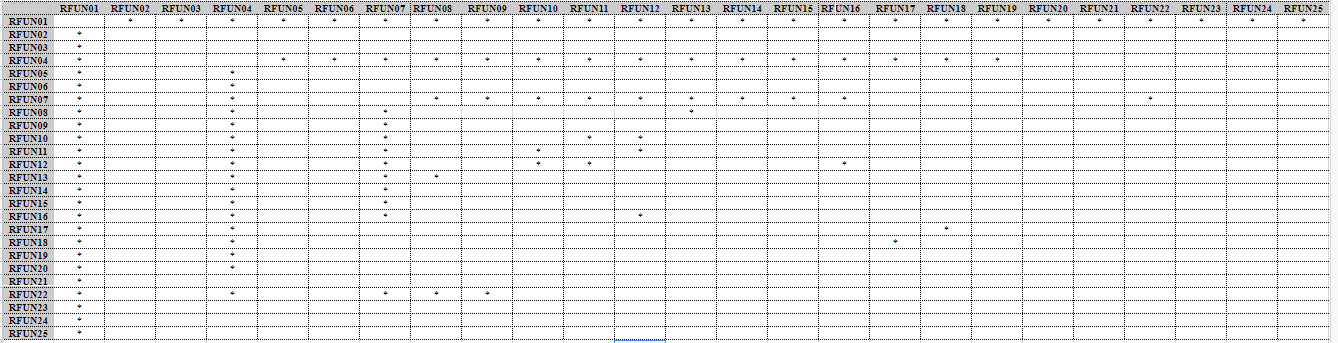 RFUN01 RFUN02 RFUN03 RFUN04 RFUN05 RFUN06 RFUN07 RFUN08 RFUN09 RFUN10 RFUN11 RFUN12 RFUN13 RFUN14 RFUN15 RFUN16 RFUN17 RFUN18 RFUN19 RFUN20 RFUN21 RFUN22 RFUN23 RFUN24 RFUN25
RFUN01 * * * * * * * * * * * * * * * * * * * * * * * *
RFUN02 *
RFUN03 *
RFUN04 * * * * * * * * * * * * * * * *
RFUN05 * *
RFUN06 * *
RFUN07 * * * * * * * * * * *
RFUN08 * * * *
RFUN09 * * *
RFUN10 * * * * *
RFUN11 * * * * *
RFUN12 * * * * * *
RFUN13 * * * *
RFUN14 * * *
RFUN15 * * *
RFUN16 * * * *
RFUN17 * * *
RFUN18 * * *
RFUN19 * *
RFUN20 * *
RFUN21 *
RFUN22 * * * * *
RFUN23 *
RFUN24 *
RFUN25 *